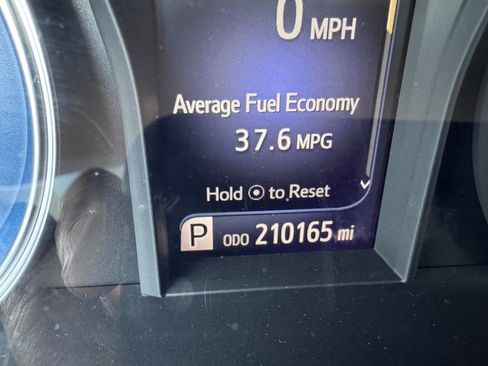 0 MPH
Average Fuel Economy
37.6 MPG
Hold ⦿ to Reset
P ODO 210165 mi